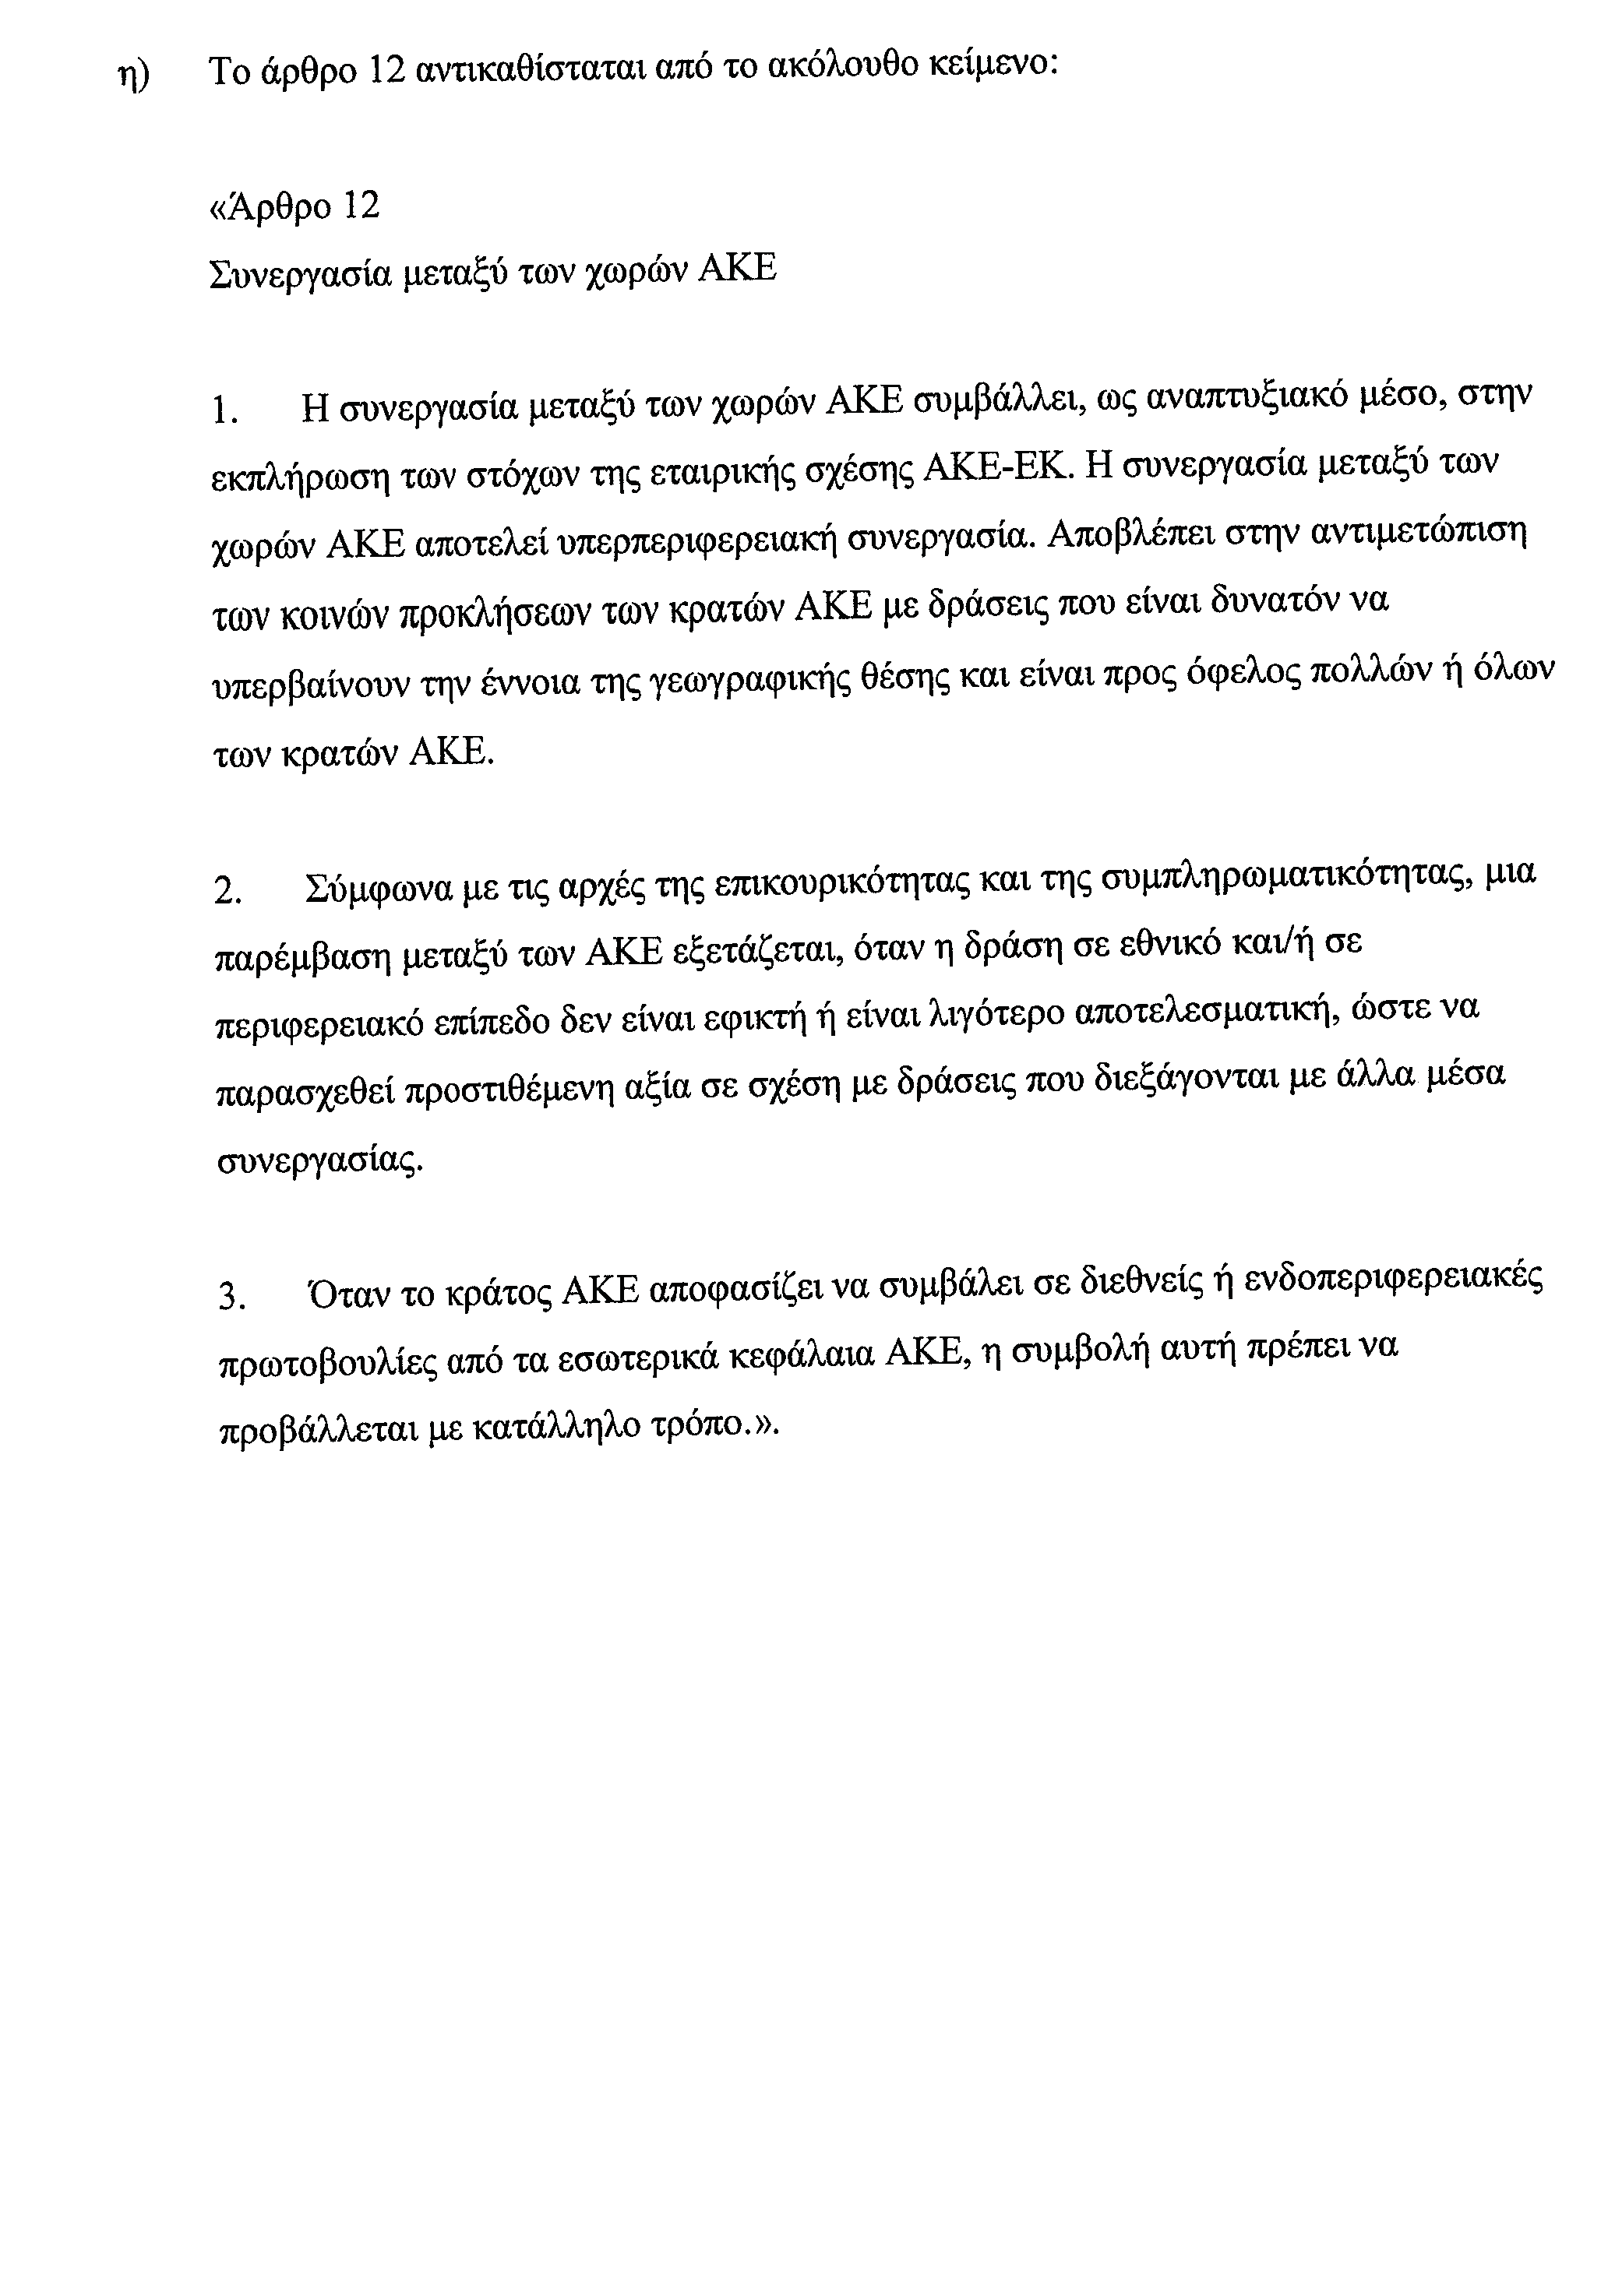 η) Το άρθρο 12 αντικαθίσταται από το ακόλουθο κείμενο:
«Άρθρο 12
Συνεργασία μεταξύ των χωρών ΑΚΕ
1. Η συνεργασία μεταξύ των χωρών ΑΚΕ συμβάλλει, ως αναπτυξιακό μέσο, στην
εκπλήρωση των στόχων της εταιρικής σχέσης ΑΚΕ-ΕΚ. Η συνεργασία μεταξύ των
χωρών ΑΚΕ αποτελεί υπερπεριφερειακή συνεργασία. Αποβλέπει στην αντιμετώπιση
των κοινών προκλήσεων των κρατών ΑΚΕ με δράσεις που είναι δυνατόν να
υπερβαίνουν την έννοια της γεωγραφικής θέσης και είναι προς όφελος πολλών ή όλων
των κρατών ΑΚΕ.
2. Σύμφωνα με τις αρχές της επικουρικότητας και της συμπληρωματικότητας, μια
παρέμβαση μεταξύ των ΑΚΕ εξετάζεται, όταν η δράση σε εθνικό και/ή σε
περιφερειακό επίπεδο δεν είναι εφικτή ή είναι λιγότερο αποτελεσματική, ώστε να
παρασχεθεί προστιθέμενη αξία σε σχέση με δράσεις που διεξάγονται με άλλα μέσα
συνεργασίας.
3. Όταν το κράτος ΑΚΕ αποφασίζει να συμβάλει σε διεθνείς ή ενδοπεριφερειακές
πρωτοβουλίες από τα εσωτερικά κεφάλαια ΑΚΕ, η συμβολή αυτή πρέπει να
προβάλλεται με κατάλληλο τρόπο.».